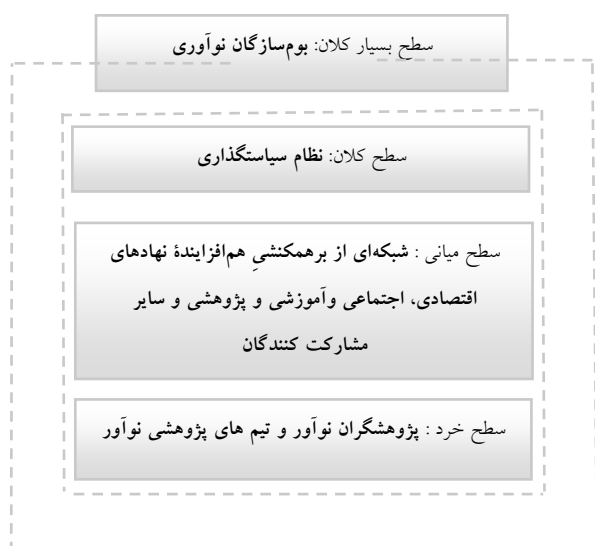 سطح بسیار کلان: بوم‌سازگان نوآوری
سطح کلان: نظام سیاستگذاری
سطح میانی : شبکه‌ای از برهمکنشیِ هم‌افزایندهٔ نهادهای
اقتصادی، اجتماعی وآموزشی و پژوهشی و سایر
مشارکت کنندگان
سطح خرد : پژوهشگران نوآور و تیم های پژوهشی نوآور